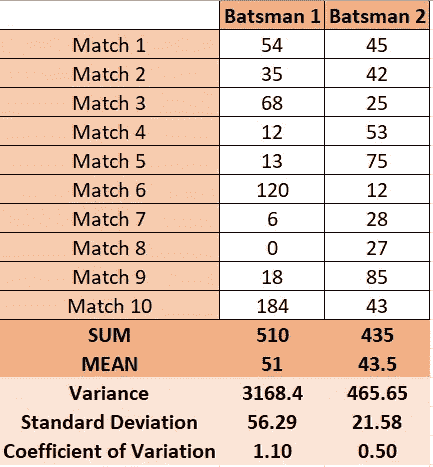 Batsman 1 Batsman 2
Match 1 54 45
Match 2 35 42
Match 3 68 25
Match 4 12 53
Match 5 13 75
Match 6 120 12
Match 7 6 28
Match 8 0 27
Match 9 18 85
Match 10 184 43
SUM 510 435
MEAN 51 43.5
Variance 3168.4 465.65
Standard Deviation 56.29 21.58
Coefficient of Variation 1.10 0.50